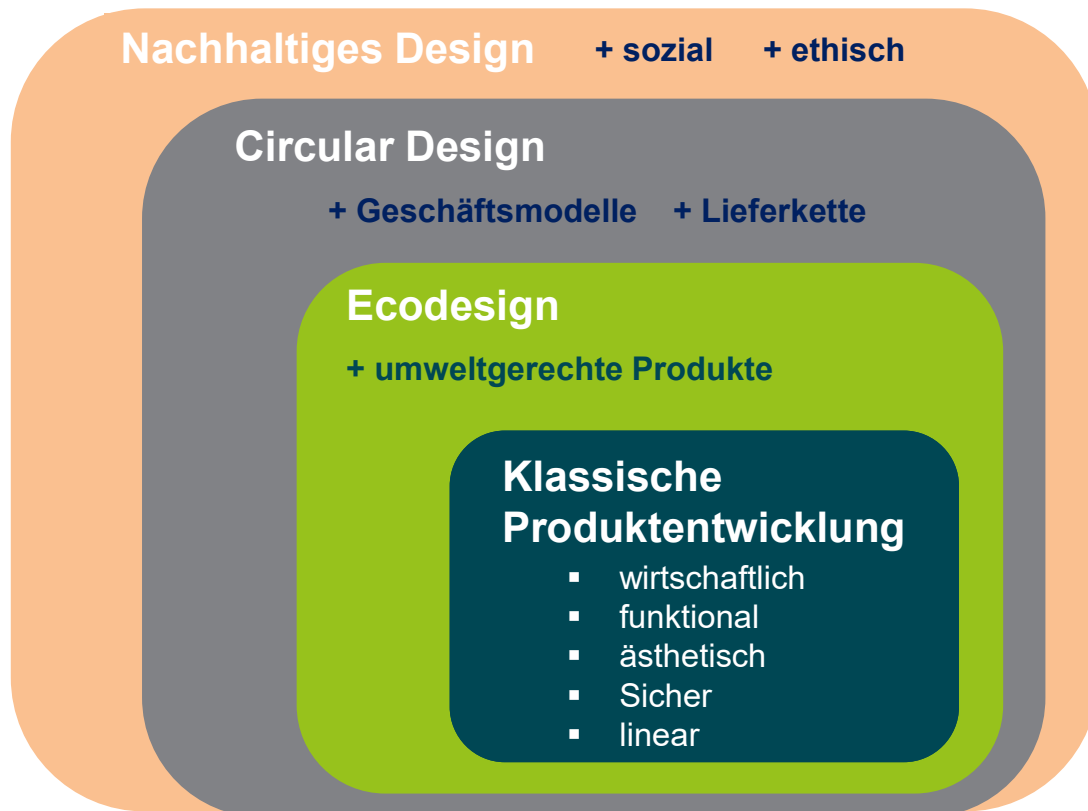 Nachhaltiges Design + sozial + ethisch
Circular Design
+ Geschäftsmodelle + Lieferkette
Ecodesign
+ umweltgerechte Produkte
Klassische
Produktentwicklung
▪ wirtschaftlich
▪ funktional
▪ ästhetisch
▪ Sicher
▪ linear